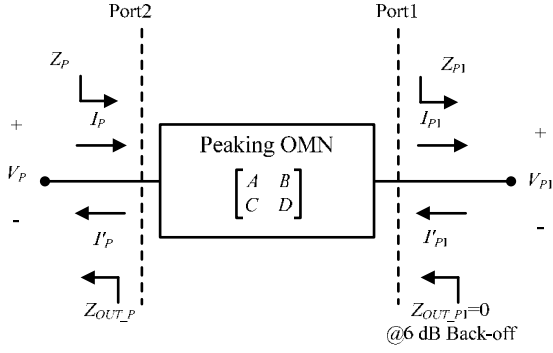 Port2
Port1
Z_P
Z_P1
I_P
I_P1
+
+
Peaking OMN
[A B
C D]
V_P
V_P1
-
-
I'_P
I'_P1
Z_OUT_P
Z_OUT_P1=0
@6 dB Back-off